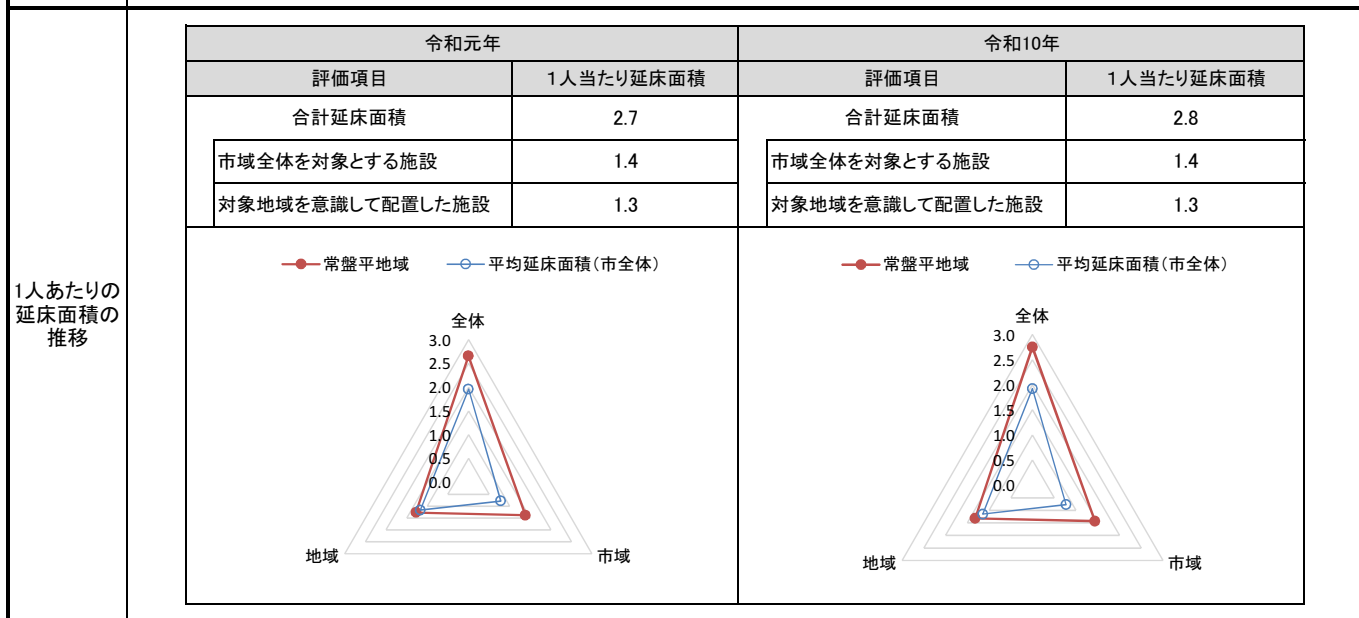 1人あたりの
延床面積の
推移
令和元年
評価項目 1人当たり延床面積
合計延床面積 2.7
市域全体を対象とする施設 1.4
対象地域を意識して配置した施設 1.3
常盤平地域 平均延床面積(市全体)
全体
3.0
2.5
2.0
1.5
1.0
0.5
0.0
地域 市域
令和10年
評価項目 1人当たり延床面積
合計延床面積 2.8
市域全体を対象とする施設 1.4
対象地域を意識して配置した施設 1.3
常盤平地域 平均延床面積(市全体)
全体
3.0
2.5
2.0
1.5
1.0
0.5
0.0
地域 市域